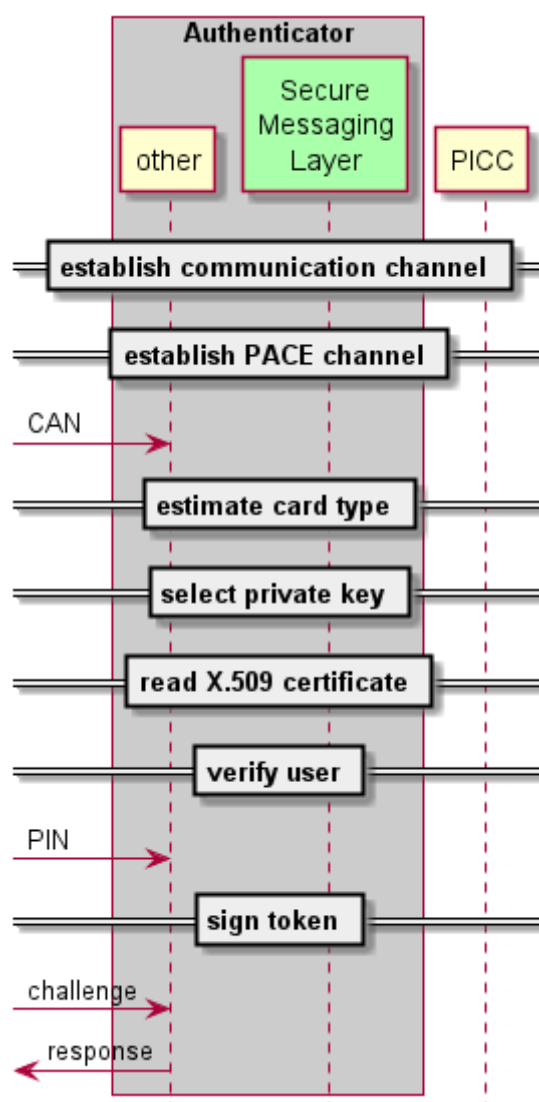 Authenticator
other
Secure
Messaging
Layer
PICC
establish communication channel
establish PACE channel
CAN
estimate card type
select private key
read X.509 certificate
verify user
PIN
sign token
challenge
response